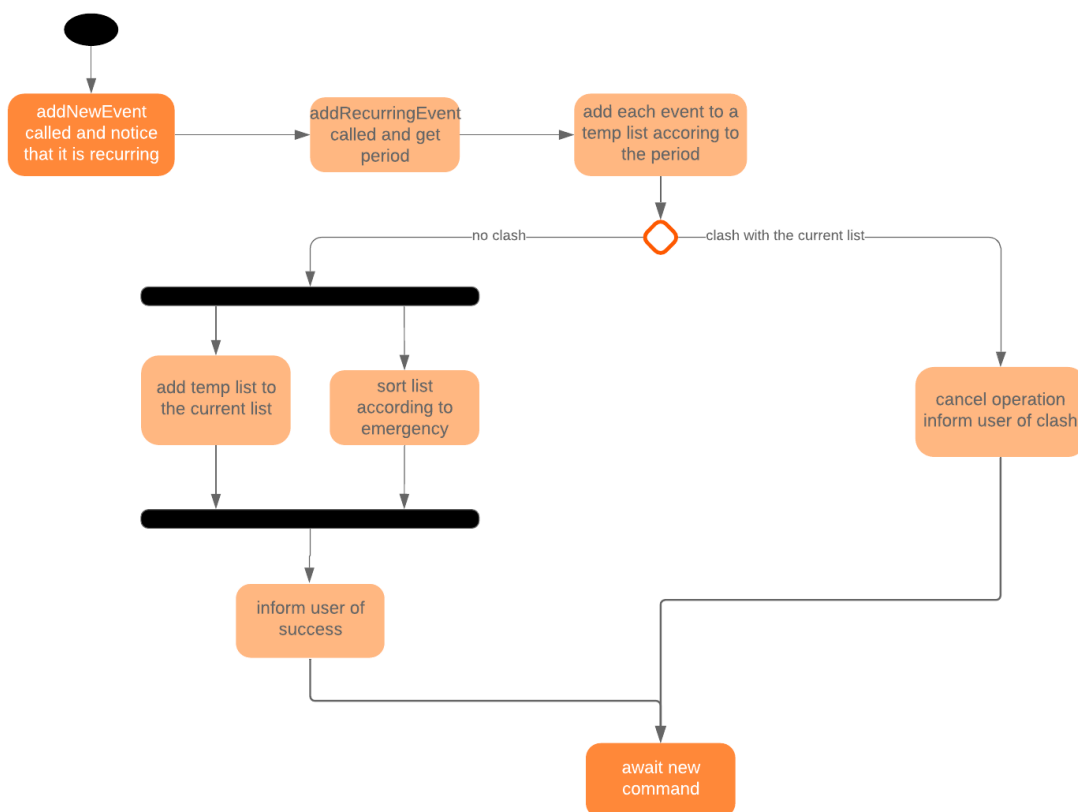 addNewEvent
called and notice
that it is recurring
addRecurringEvent
called and get
period
add each event to a
temp list accoring to
the period
no clash
clash with the current list
add temp list to
the current list
sort list
according to
emergency
cancel operation
inform user of clash
inform user of
success
await new
command